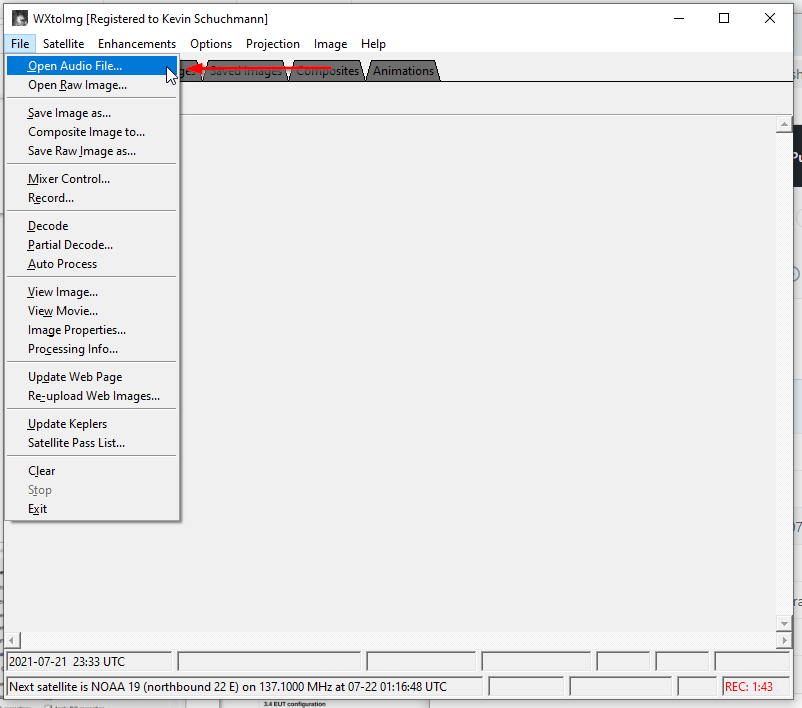 WXtoImg [Registered to Kevin Schuchmann]
File Satellite Enhancements Options Projection Image Help
Saved Images Composites Animations
Open Audio File...
Open Raw Image...
Save Image as...
Composite Image to...
Save Raw Image as...
Mixer Control...
Record...
Decode
Partial Decode...
Auto Process
View Image...
View Movie...
Image Properties...
Processing Info...
Update Web Page
Re-upload Web Images...
Update Keplers
Satellite Pass List...
Clear
Stop
Exit
2021-07-21 23:33 UTC
Next satellite is NOAA 19 (northbound 22 E) on 137.1000 MHz at 07-22 01:16:48 UTC
REC: 1:43
3.4 EUT configuration